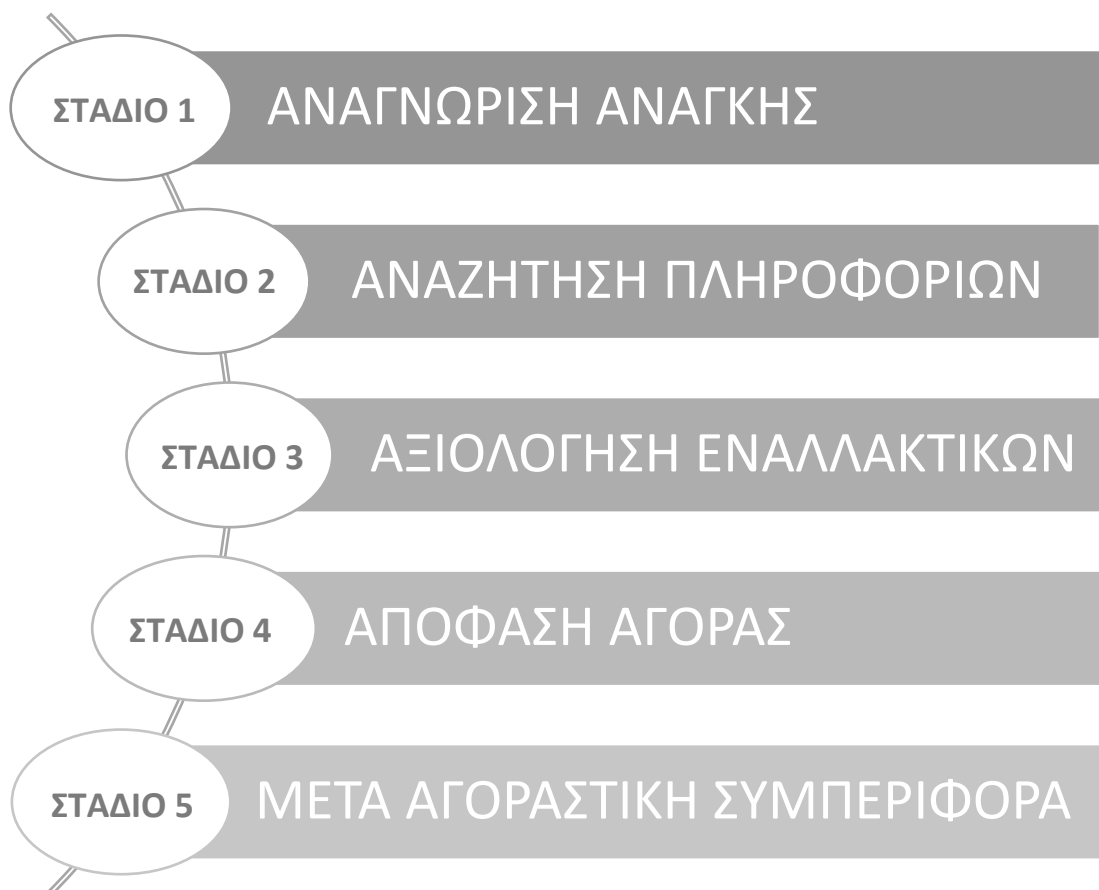 ΣΤΑΔΙΟ 1
ΑΝΑΓΝΩΡΙΣΗ ΑΝΑΓΚΗΣ
ΣΤΑΔΙΟ 2
ΑΝΑΖΗΤΗΣΗ ΠΛΗΡΟΦΟΡΙΩΝ
ΣΤΑΔΙΟ 3
ΑΞΙΟΛΟΓΗΣΗ ΕΝΑΛΛΑΚΤΙΚΩΝ
ΣΤΑΔΙΟ 4
ΑΠΟΦΑΣΗ ΑΓΟΡΑΣ
ΣΤΑΔΙΟ 5
ΜΕΤΑ ΑΓΟΡΑΣΤΙΚΗ ΣΥΜΠΕΡΙΦΟΡΑ